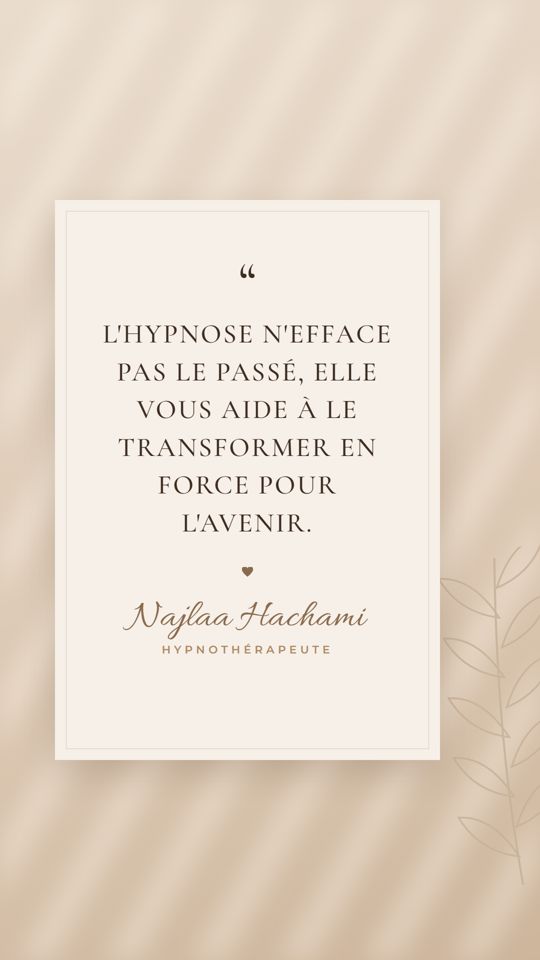 “
L'HYPNOSE N'EFFACE
PAS LE PASSÉ, ELLE
VOUS AIDE À LE
TRANSFORMER EN
FORCE POUR
L'AVENIR.
Najlaa Hachami
HYPNOTHÉRAPEUTE